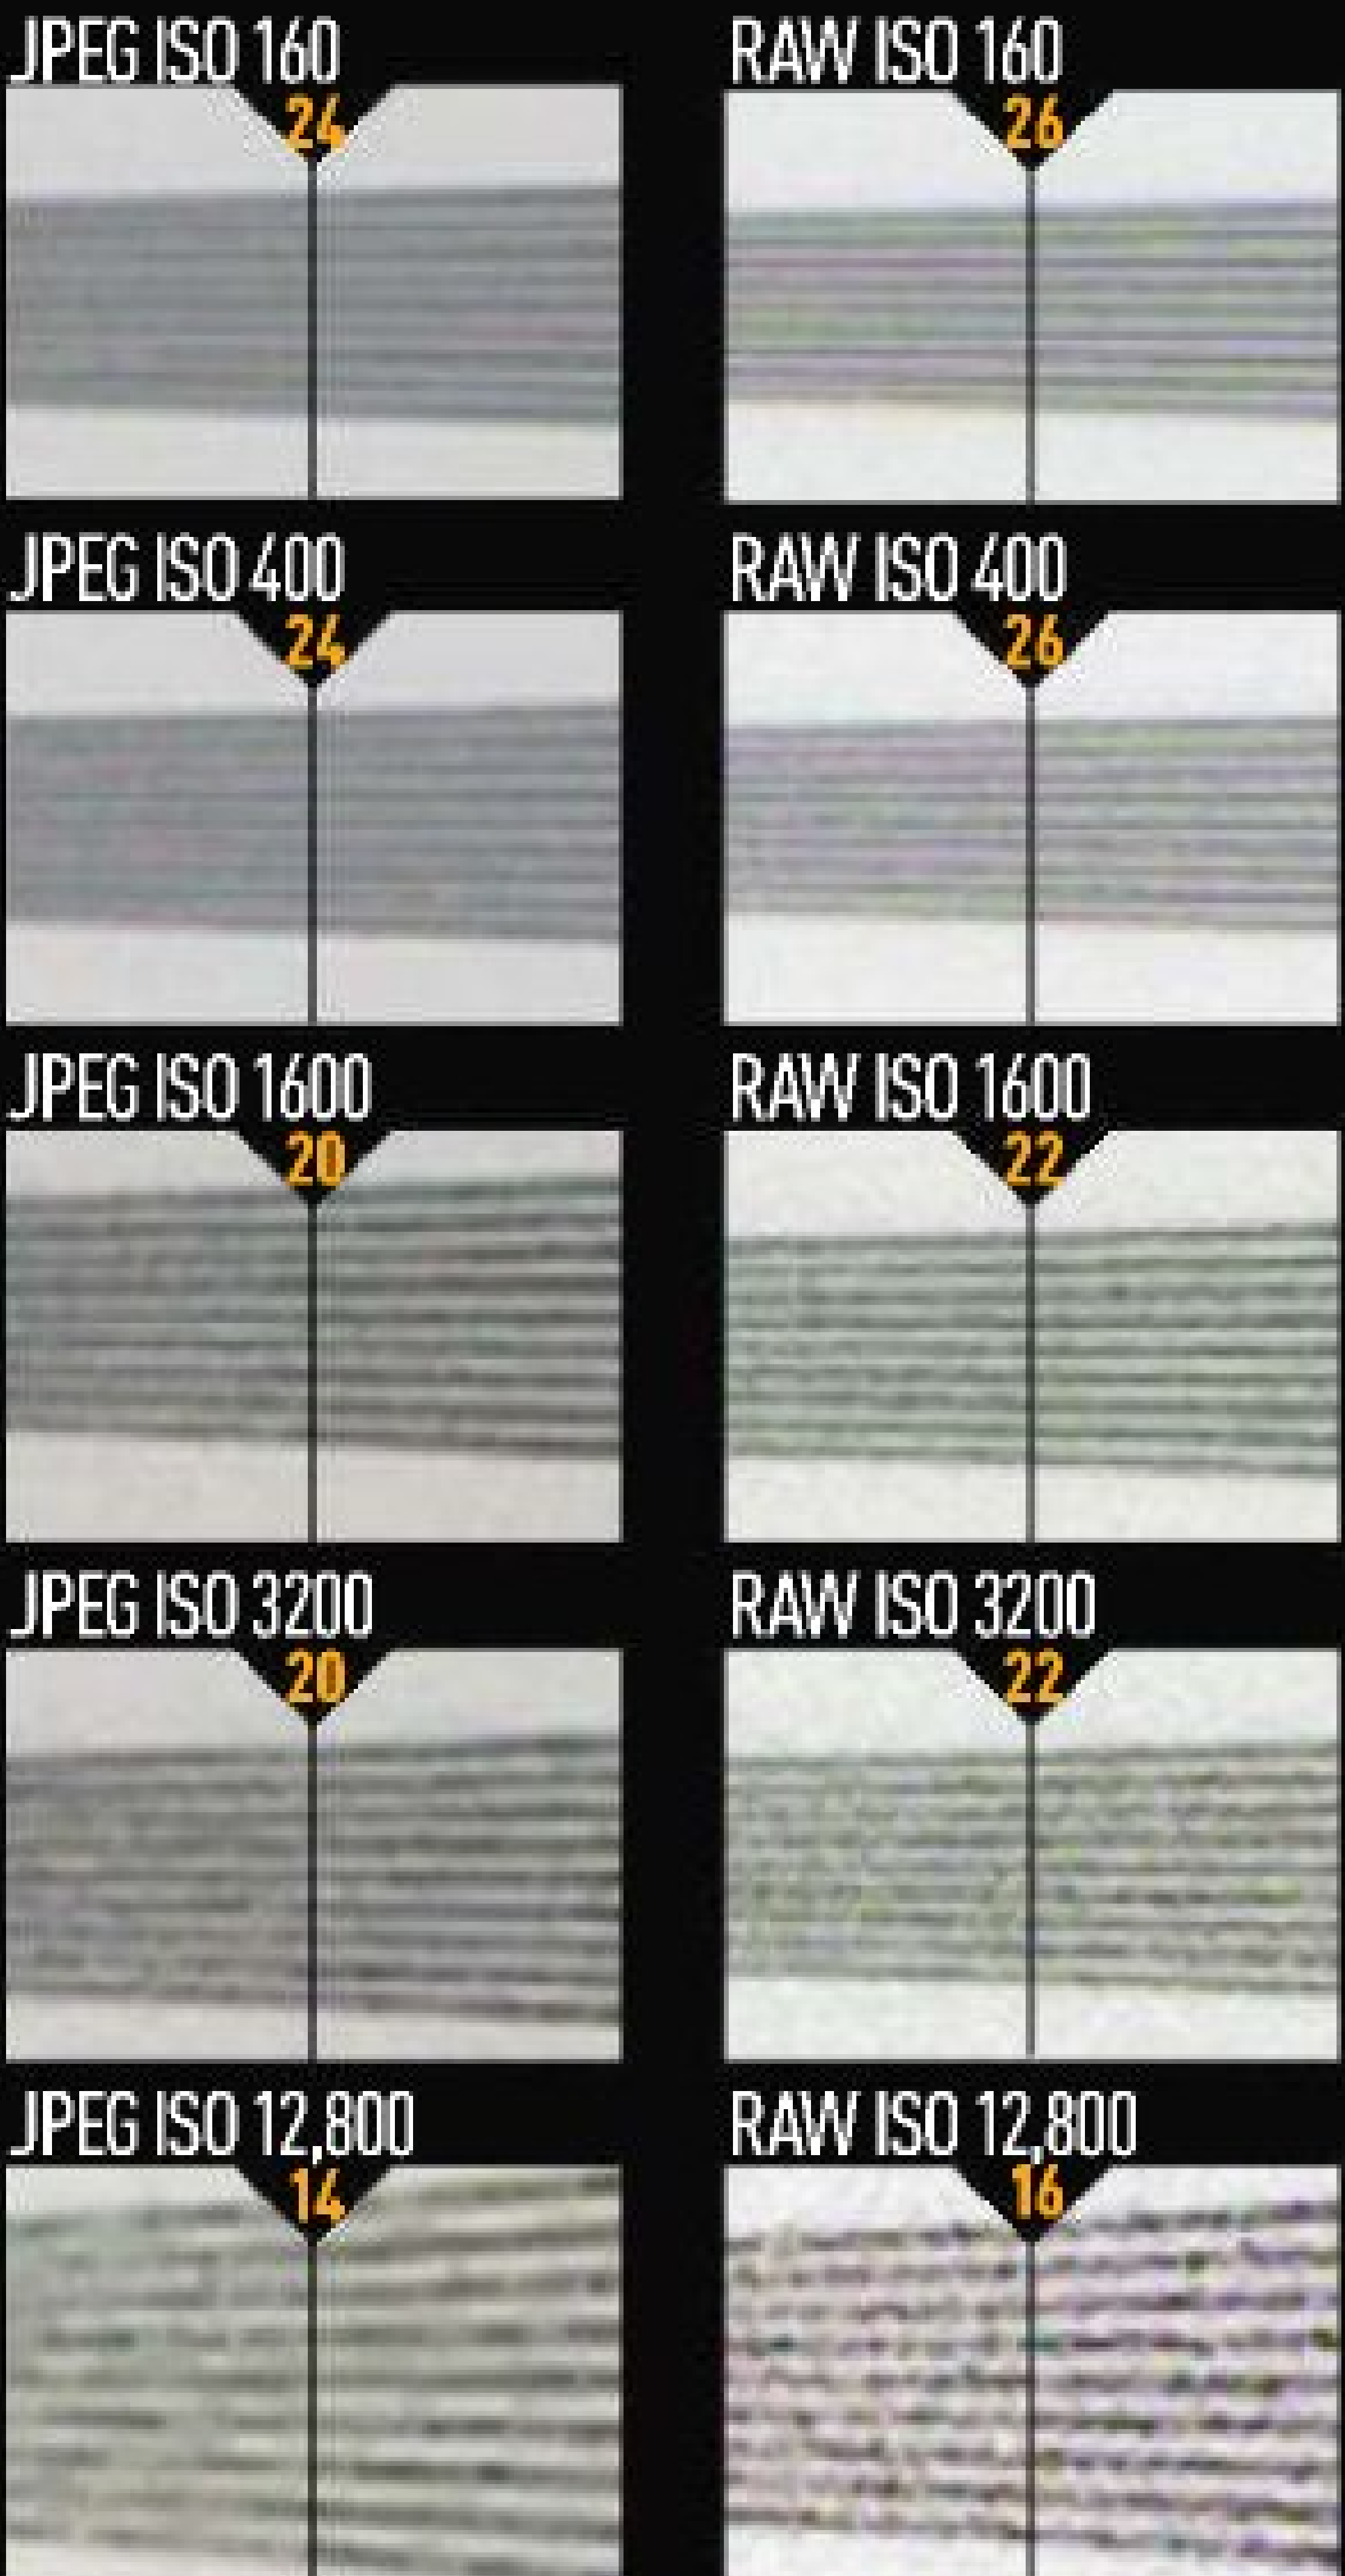 JPEG ISO 160
24
RAW ISO 160
26
JPEG ISO 400
24
RAW ISO 400
26
JPEG ISO 1600
20
RAW ISO 1600
22
JPEG ISO 3200
20
RAW ISO 3200
22
JPEG ISO 12,800
14
RAW ISO 12,800
16